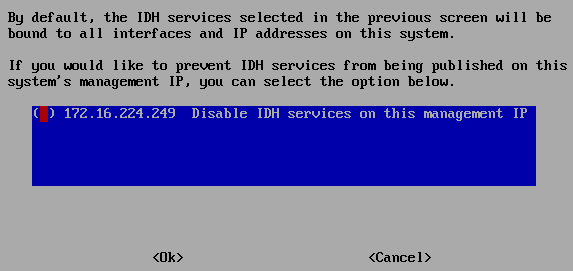 By default, the IDH services selected in the previous screen will be
bound to all interfaces and IP addresses on this system.
If you would like to prevent IDH services from being published on this
system's management IP, you can select the option below.
( ) 172.16.224.249  Disable IDH services on this management IP
<Ok> <Cancel>